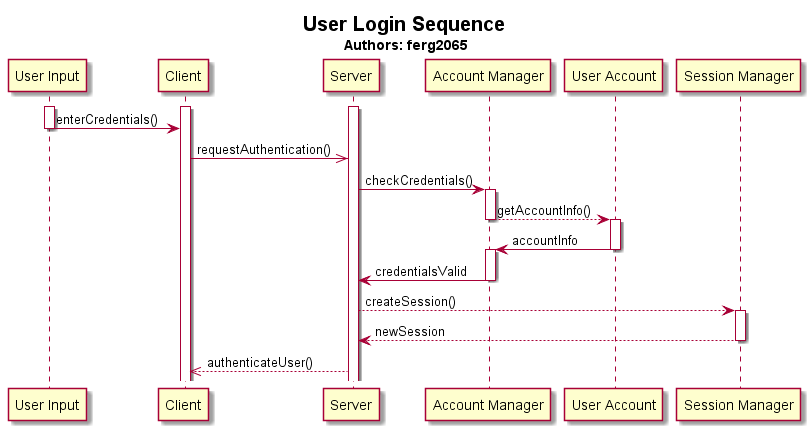 User Login Sequence
Authors: ferg2065
User Input Client Server Account Manager User Account Session Manager
enterCredentials()
requestAuthentication()
checkCredentials()
getAccountInfo()
accountInfo
credentialsValid
createSession()
newSession
authenticateUser()
User Input Client Server Account Manager User Account Session Manager